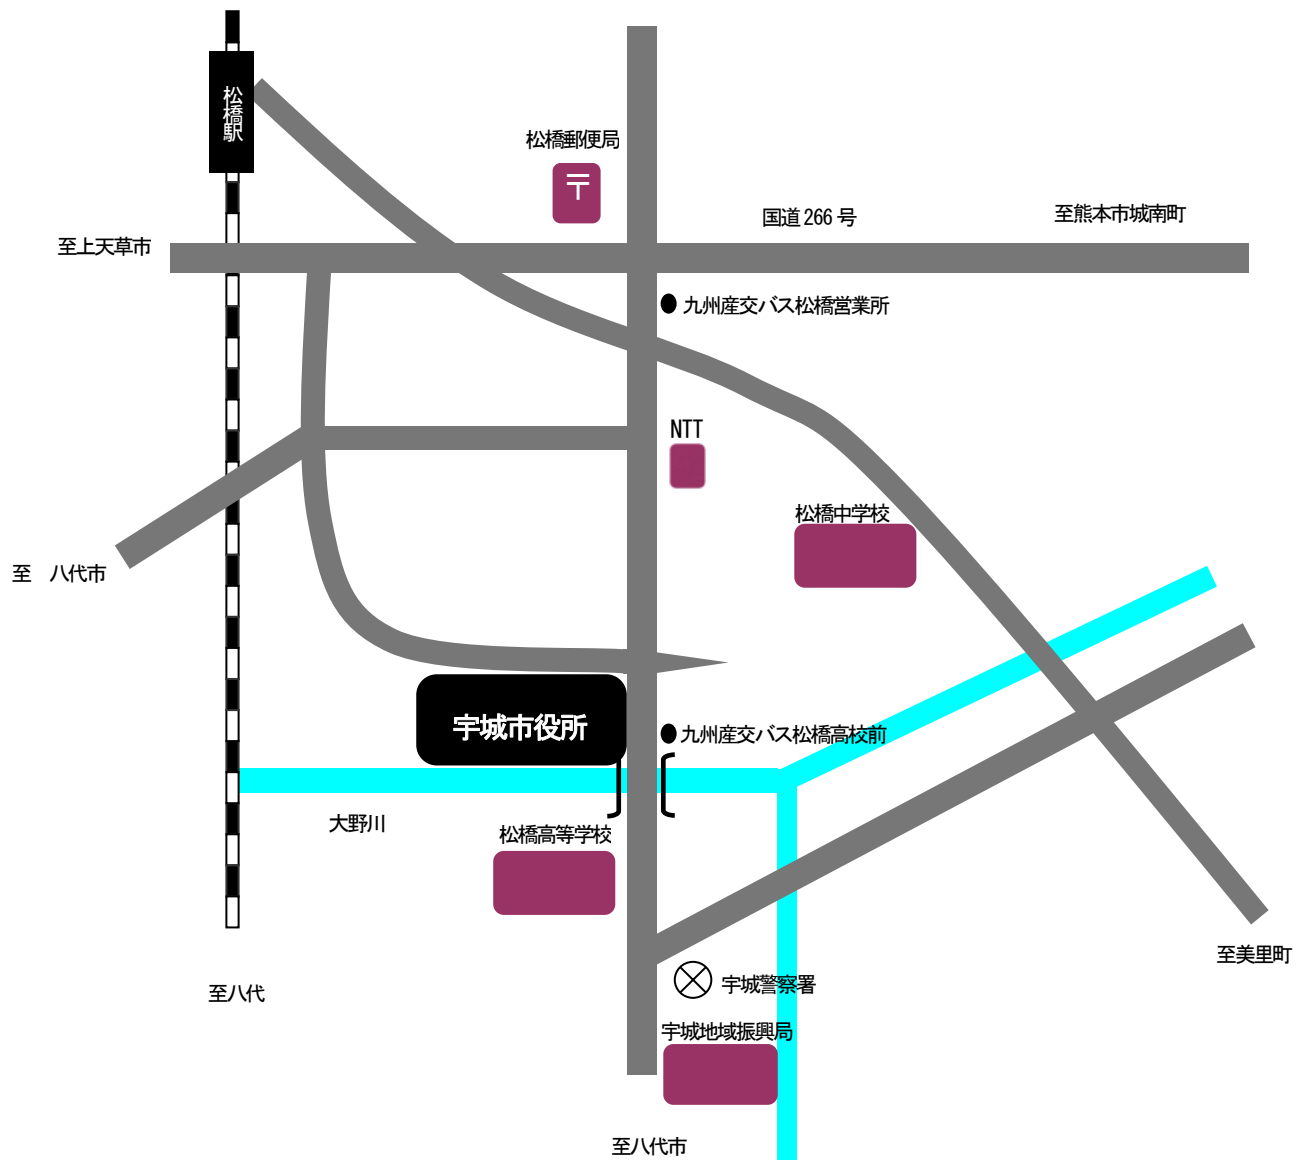 松橋駅
松橋郵便局
〒
国道266号
至熊本市城南町
至上天草市
九州産交バス松橋営業所
NTT
松橋中学校
至　八代市
宇城市役所
九州産交バス松橋高校前
大野川
松橋高等学校
至美里町
宇城警察署
至八代
宇城地域振興局
至八代市